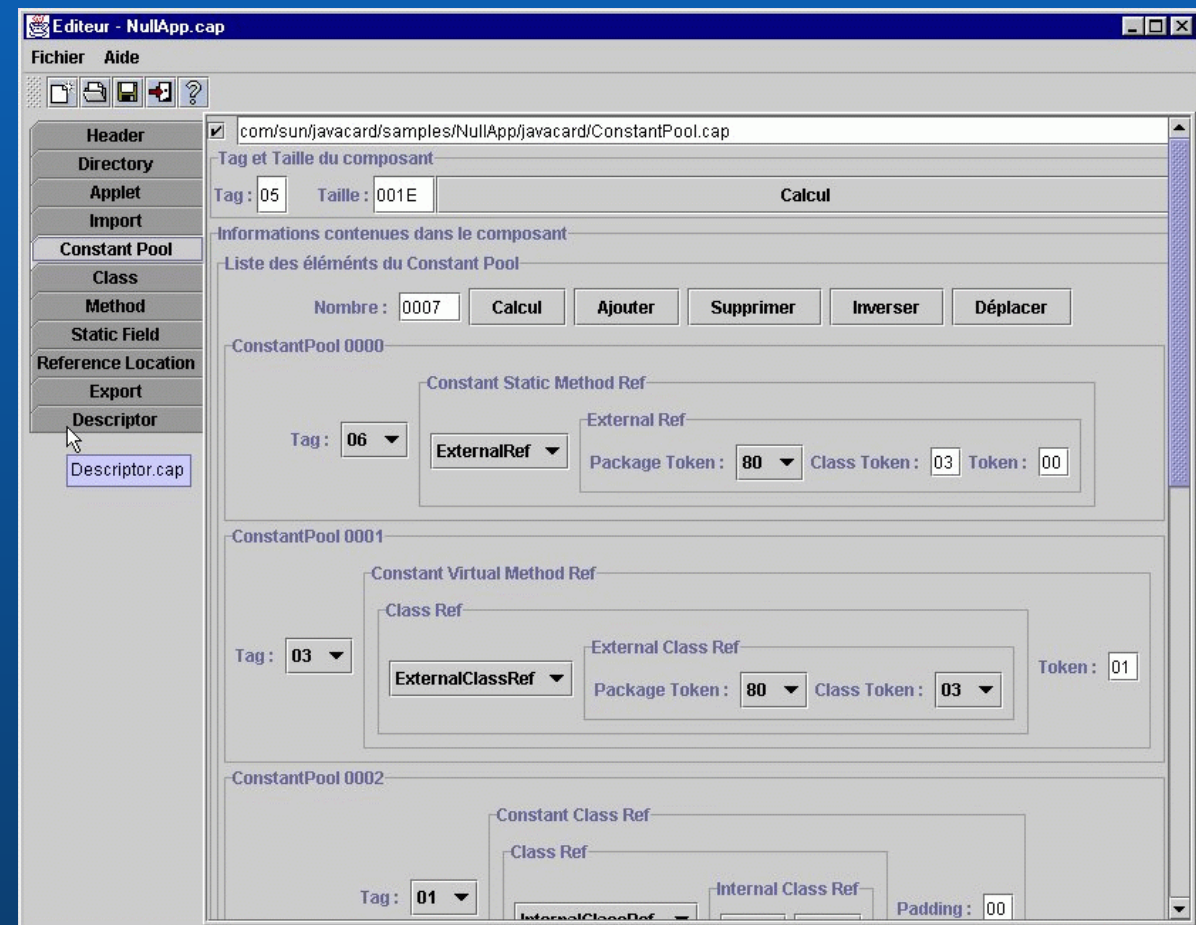 Editeur - NullApp.cap
Fichier Aide
Header
Directory
Applet
Import
Constant Pool
Class
Method
Static Field
Reference Location
Export
Descriptor
Descriptor.cap
com/sun/javacard/samples/NullApp/javacard/ConstantPool.cap
Tag et Taille du composant
Tag : 05 Taille : 001E Calcul
Informations contenues dans le composant
Liste des éléménts du Constant Pool
Nombre : 0007 Calcul Ajouter Supprimer Inverser Déplacer
ConstantPool 0000
Constant Static Method Ref
External Ref
Tag : 06 ExternalRef Package Token : 80 Class Token : 03 Token : 00
ConstantPool 0001
Constant Virtual Method Ref
Class Ref
External Class Ref
Tag : 03 ExternalClassRef Package Token : 80 Class Token : 03 Token : 01
ConstantPool 0002
Constant Class Ref
Class Ref
Internal Class Ref
Tag : 01 InternalClassRef Padding : 00